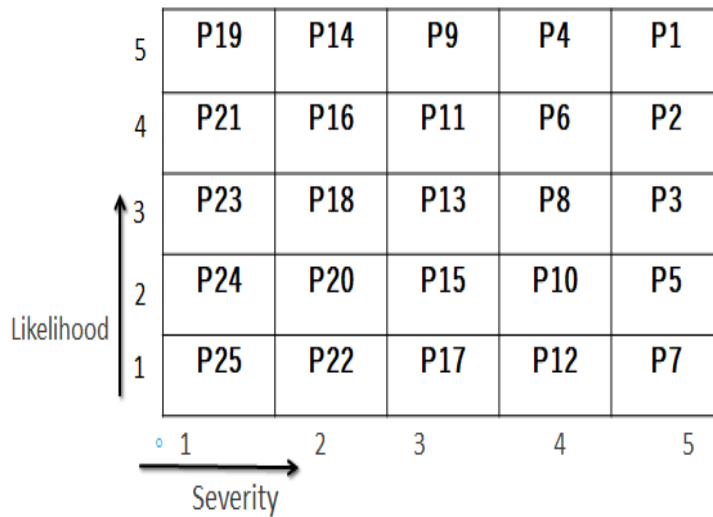 5 P19 P14 P9 P4 P1
4 P21 P16 P11 P6 P2
3 P23 P18 P13 P8 P3
2 P24 P20 P15 P10 P5
Likelihood
1 P25 P22 P17 P12 P7
1 2 3 4 5
Severity